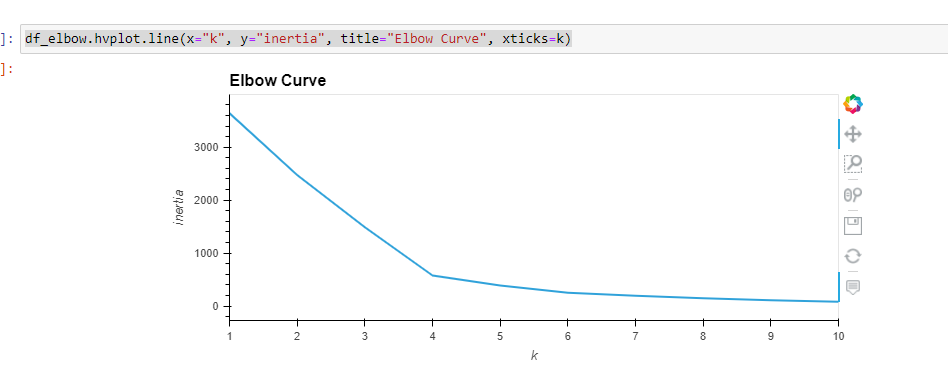 ]: df_elbow.hvplot.line(x="k", y="inertia", title="Elbow Curve", xticks=k)
]:
Elbow Curve
3000
2000
1000
0
inertia
1 2 3 4 5 6 7 8 9 10
k